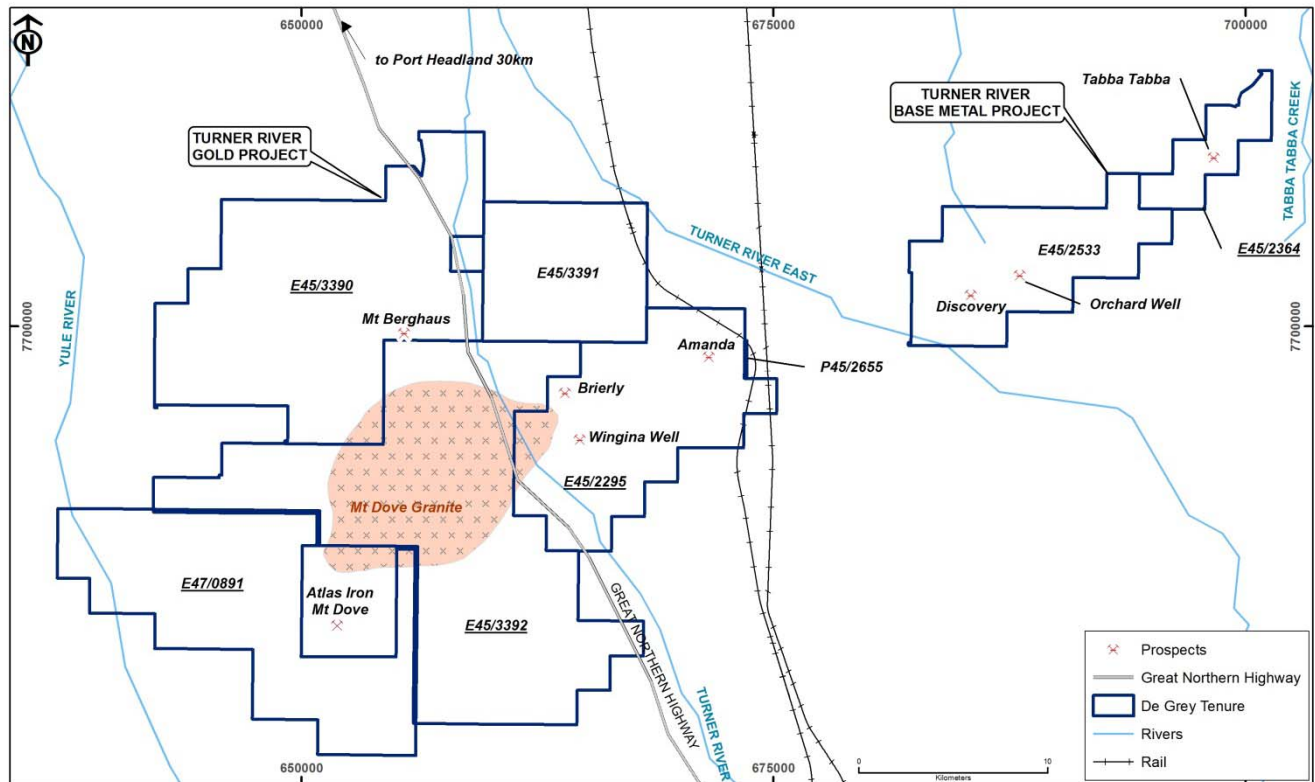 650000
675000
700000
N
to Port Headland 30km
Tabba Tabba
TURNER RIVER
BASE METAL PROJECT
TURNER RIVER
GOLD PROJECT
TABBA TABBA CREEK
TURNER RIVER EAST
E45/2533
E45/2364
E45/3391
E45/3390
YULE RIVER
Discovery
Orchard Well
7700000
7700000
Mt Berghaus
Amanda
P45/2655
Brierly
Wingina Well
E45/2295
Mt Dove Granite
E47/0891
Atlas Iron
Mt Dove
E45/3392
GREAT NORTHERN HIGHWAY
TURNER RIVER
Prospects
Great Northern Highway
De Grey Tenure
Rivers
Rail
0
10
Kilometers
650000
675000